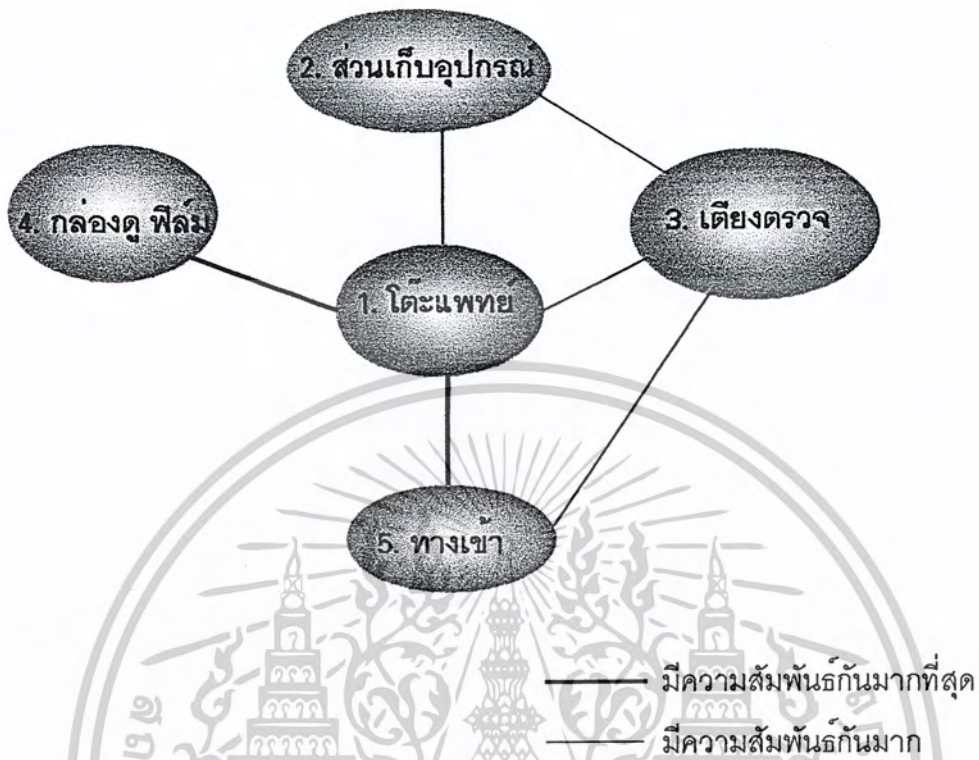 2. ส่วนเก็บอุปกรณ์
4. กล่องดู ฟิล์ม
3. เตียงตรวจ
1. โต๊ะแพทย์
5. ทางเข้า
มีความสัมพันธ์กันมากที่สุด
มีความสัมพันธ์กันมาก